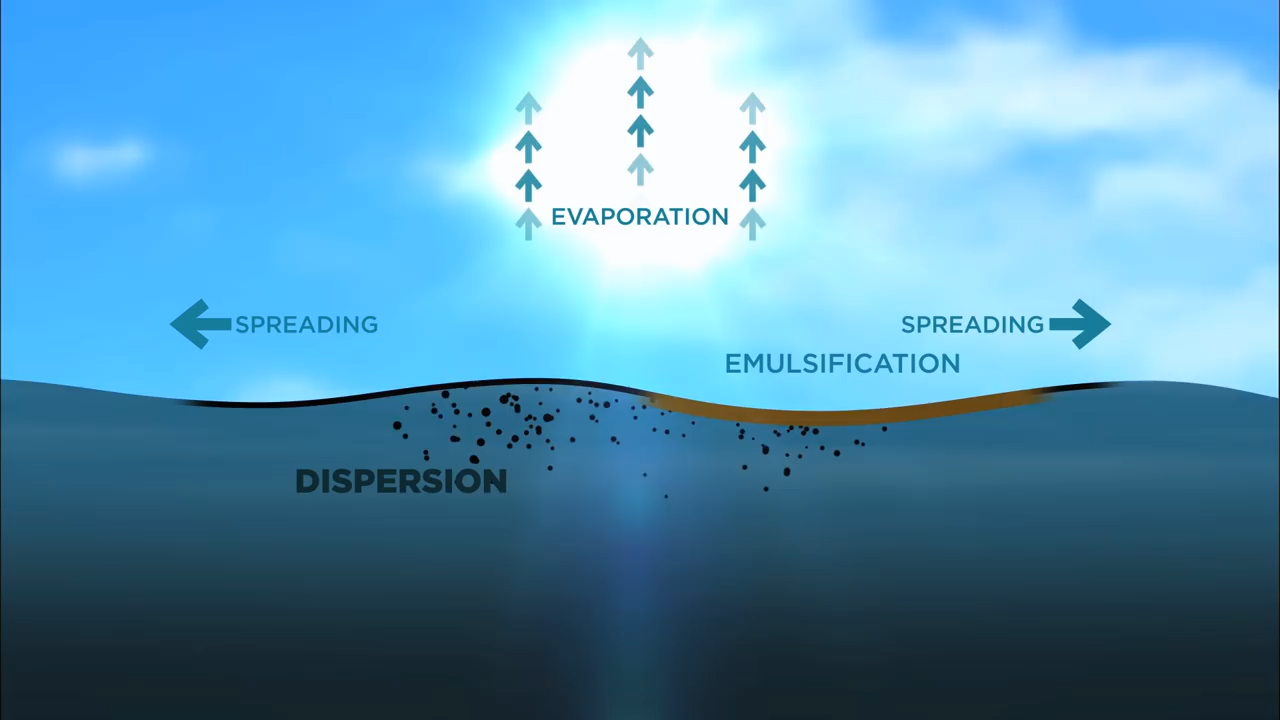 EVAPORATION
SPREADING
SPREADING
EMULSIFICATION
DISPERSION